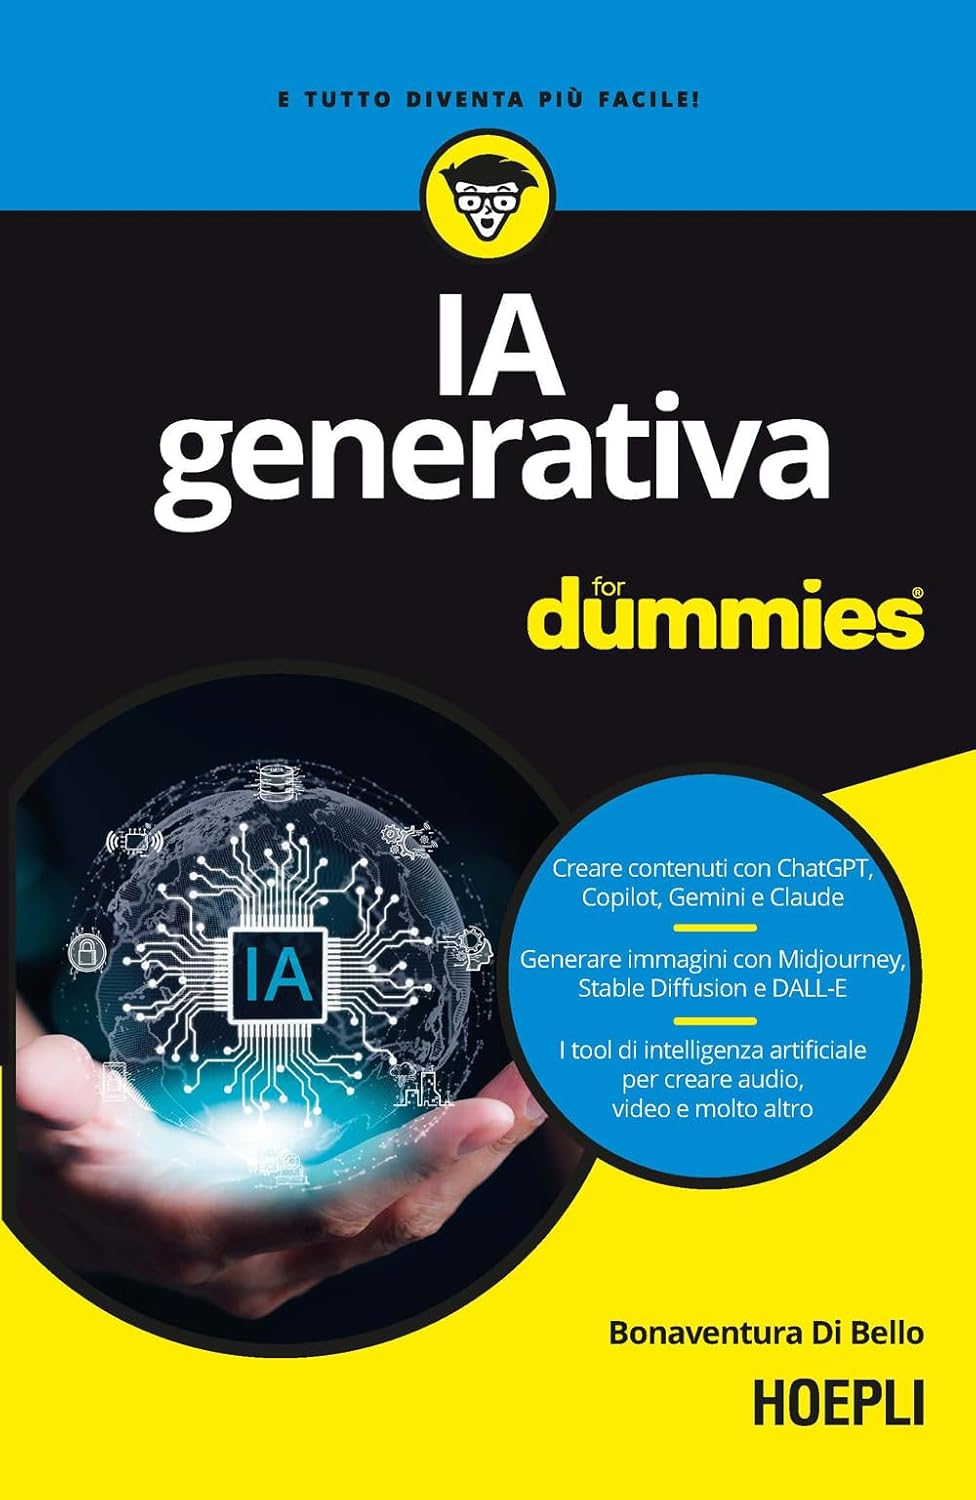 E TUTTO DIVENTA PIÙ FACILE!
IA
generativa
for
dummies®
IA
Creare contenuti con ChatGPT,
Copilot, Gemini e Claude
Generare immagini con Midjourney,
Stable Diffusion e DALL-E
I tool di intelligenza artificiale
per creare audio,
video e molto altro
Bonaventura Di Bello
HOEPLI